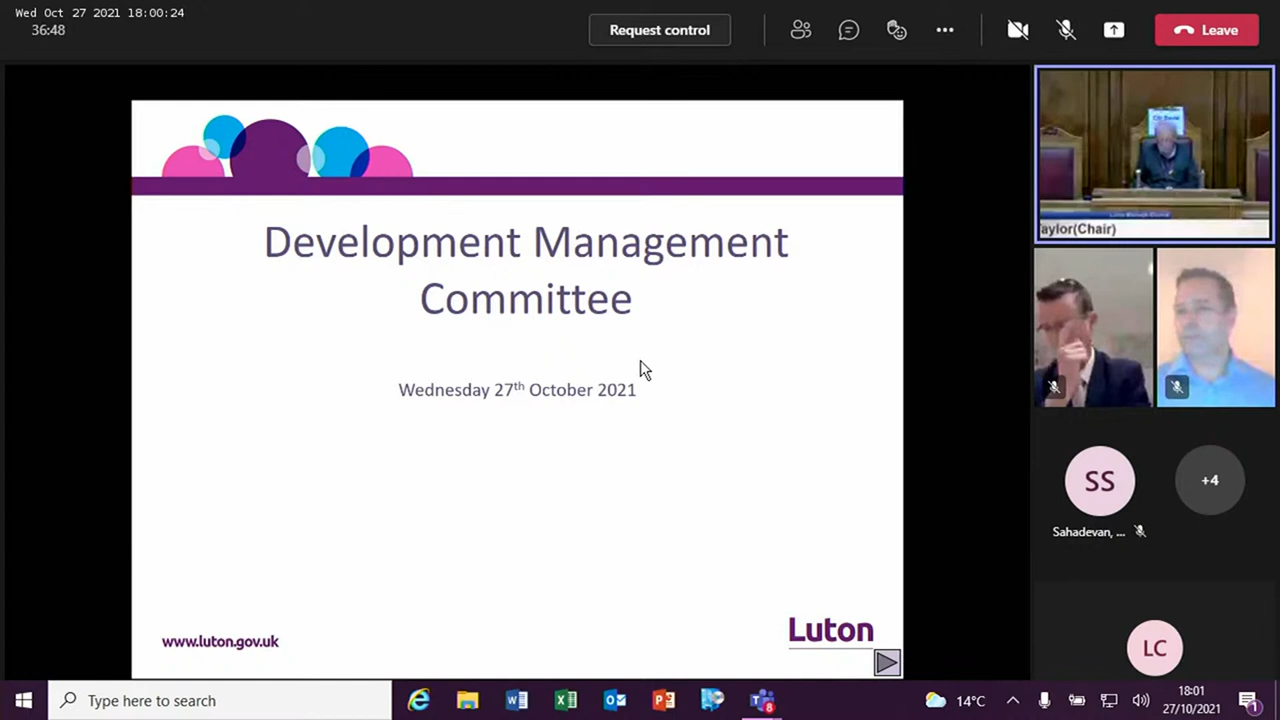 Wed Oct 27 2021 18:00:24
36:48
Request control
Leave
Development Management
Committee
Wednesday 27th October 2021
www.luton.gov.uk
Luton
aylor(Chair)
SS
+4
Sahadevan, ...
LC
Type here to search
8
14°C
18:01
27/10/2021
1